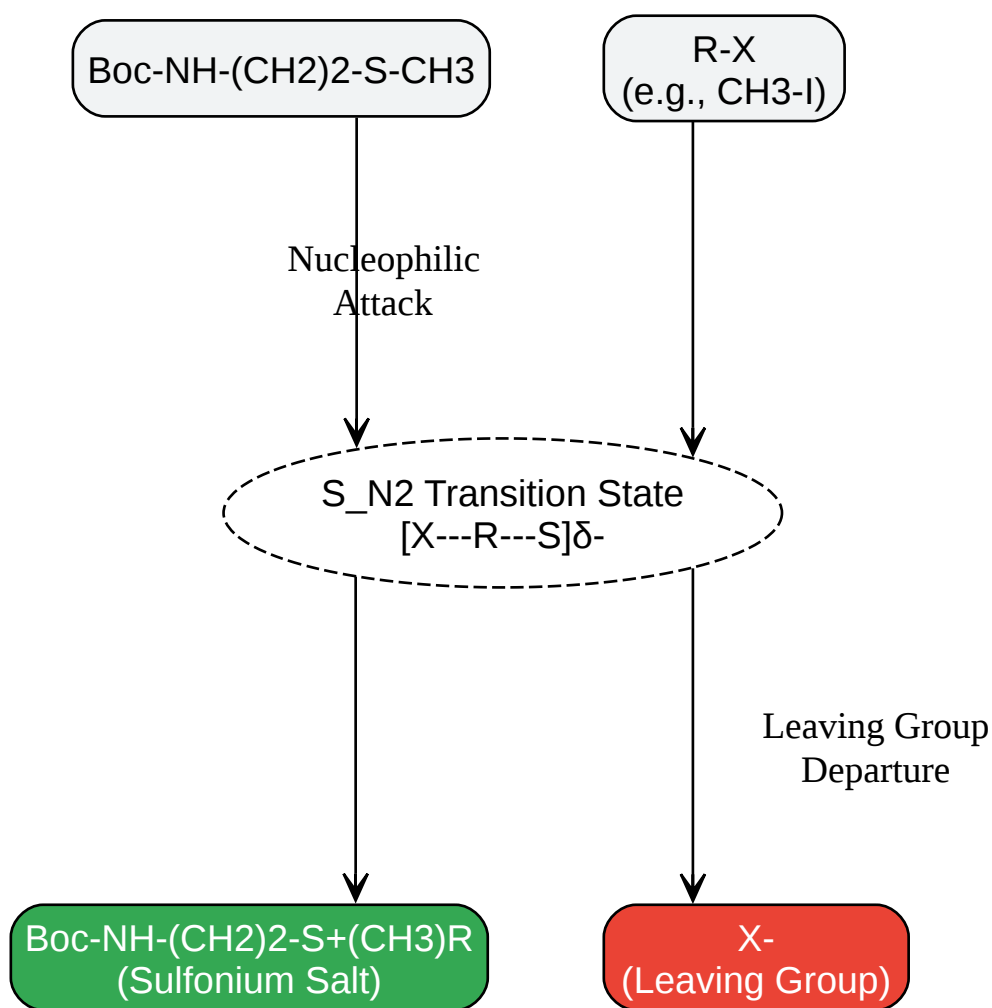 Boc-NH-(CH2)2-S-CH3
R-X
(e.g., CH3-I)
Nucleophilic
Attack
S_N2 Transition State
[X---R---S]δ-
Leaving Group
Departure
Boc-NH-(CH2)2-S+(CH3)R
(Sulfonium Salt)
X-
(Leaving Group)